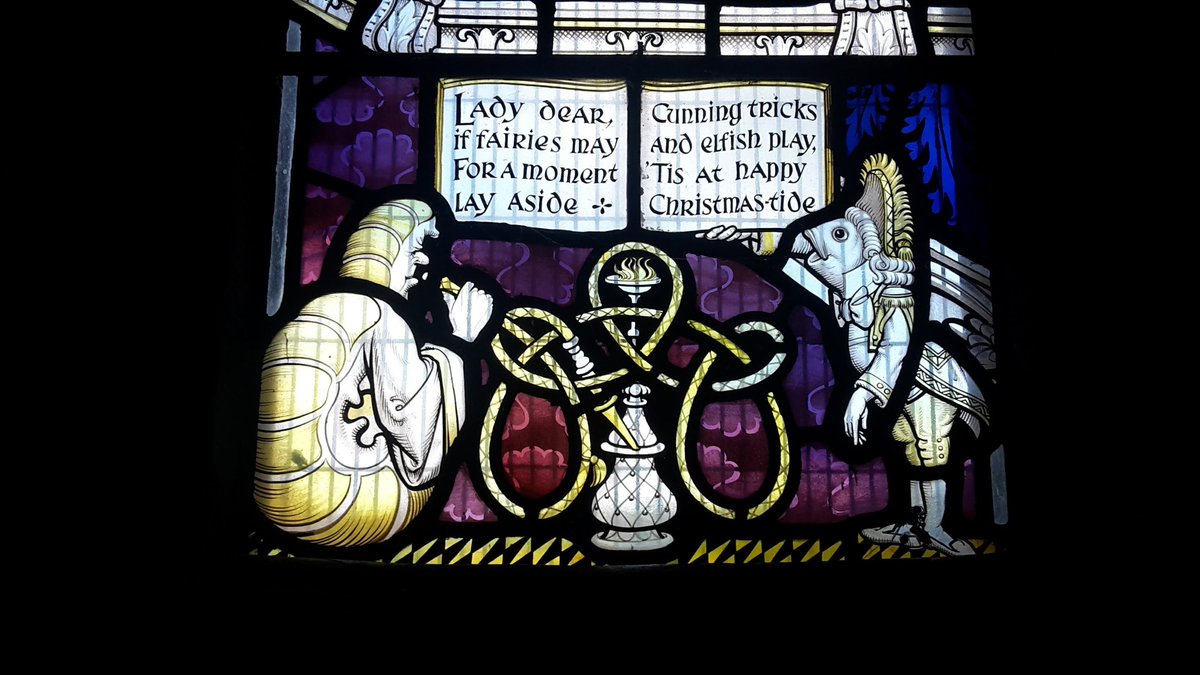 Lady dear,
if fairies may
For a moment
lay aside
Cunning tricks
and elfish play,
'Tis at happy
Christmas-tide